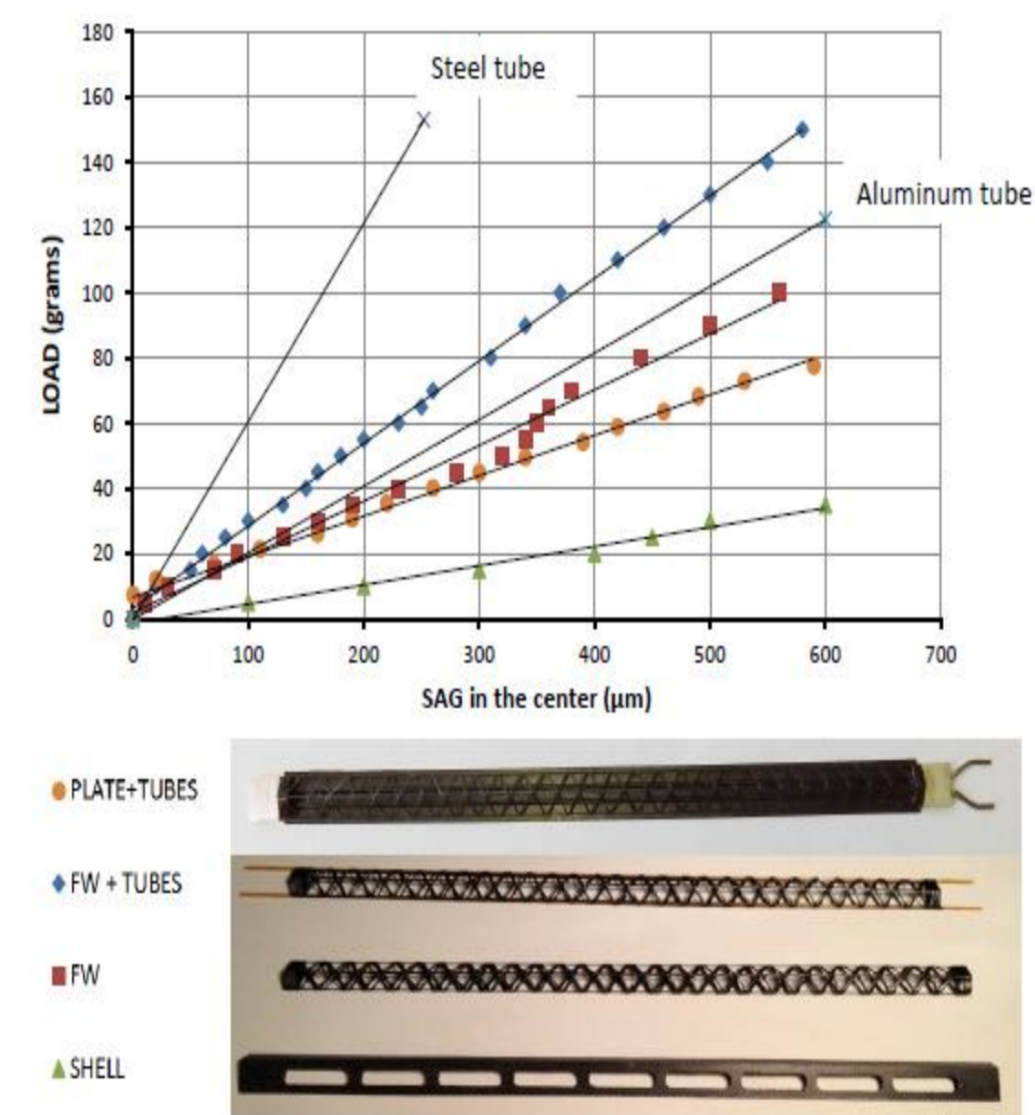 180
Steel tube
160
140
Aluminum tube
120
100
80
60
40
20
0
LOAD (grams)
0 100 200 300 400 500 600 700
SAG in the center (µm)
PLATE+TUBES
FW + TUBES
FW
SHELL